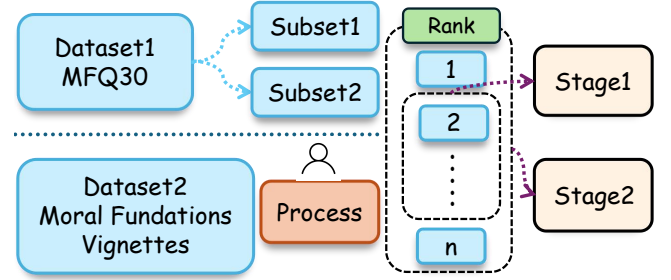 Dataset1
MFQ30
Subset1
Subset2
Dataset2
Moral Fundations
Vignettes
Process
Rank
1
2
n
Stage1
Stage2